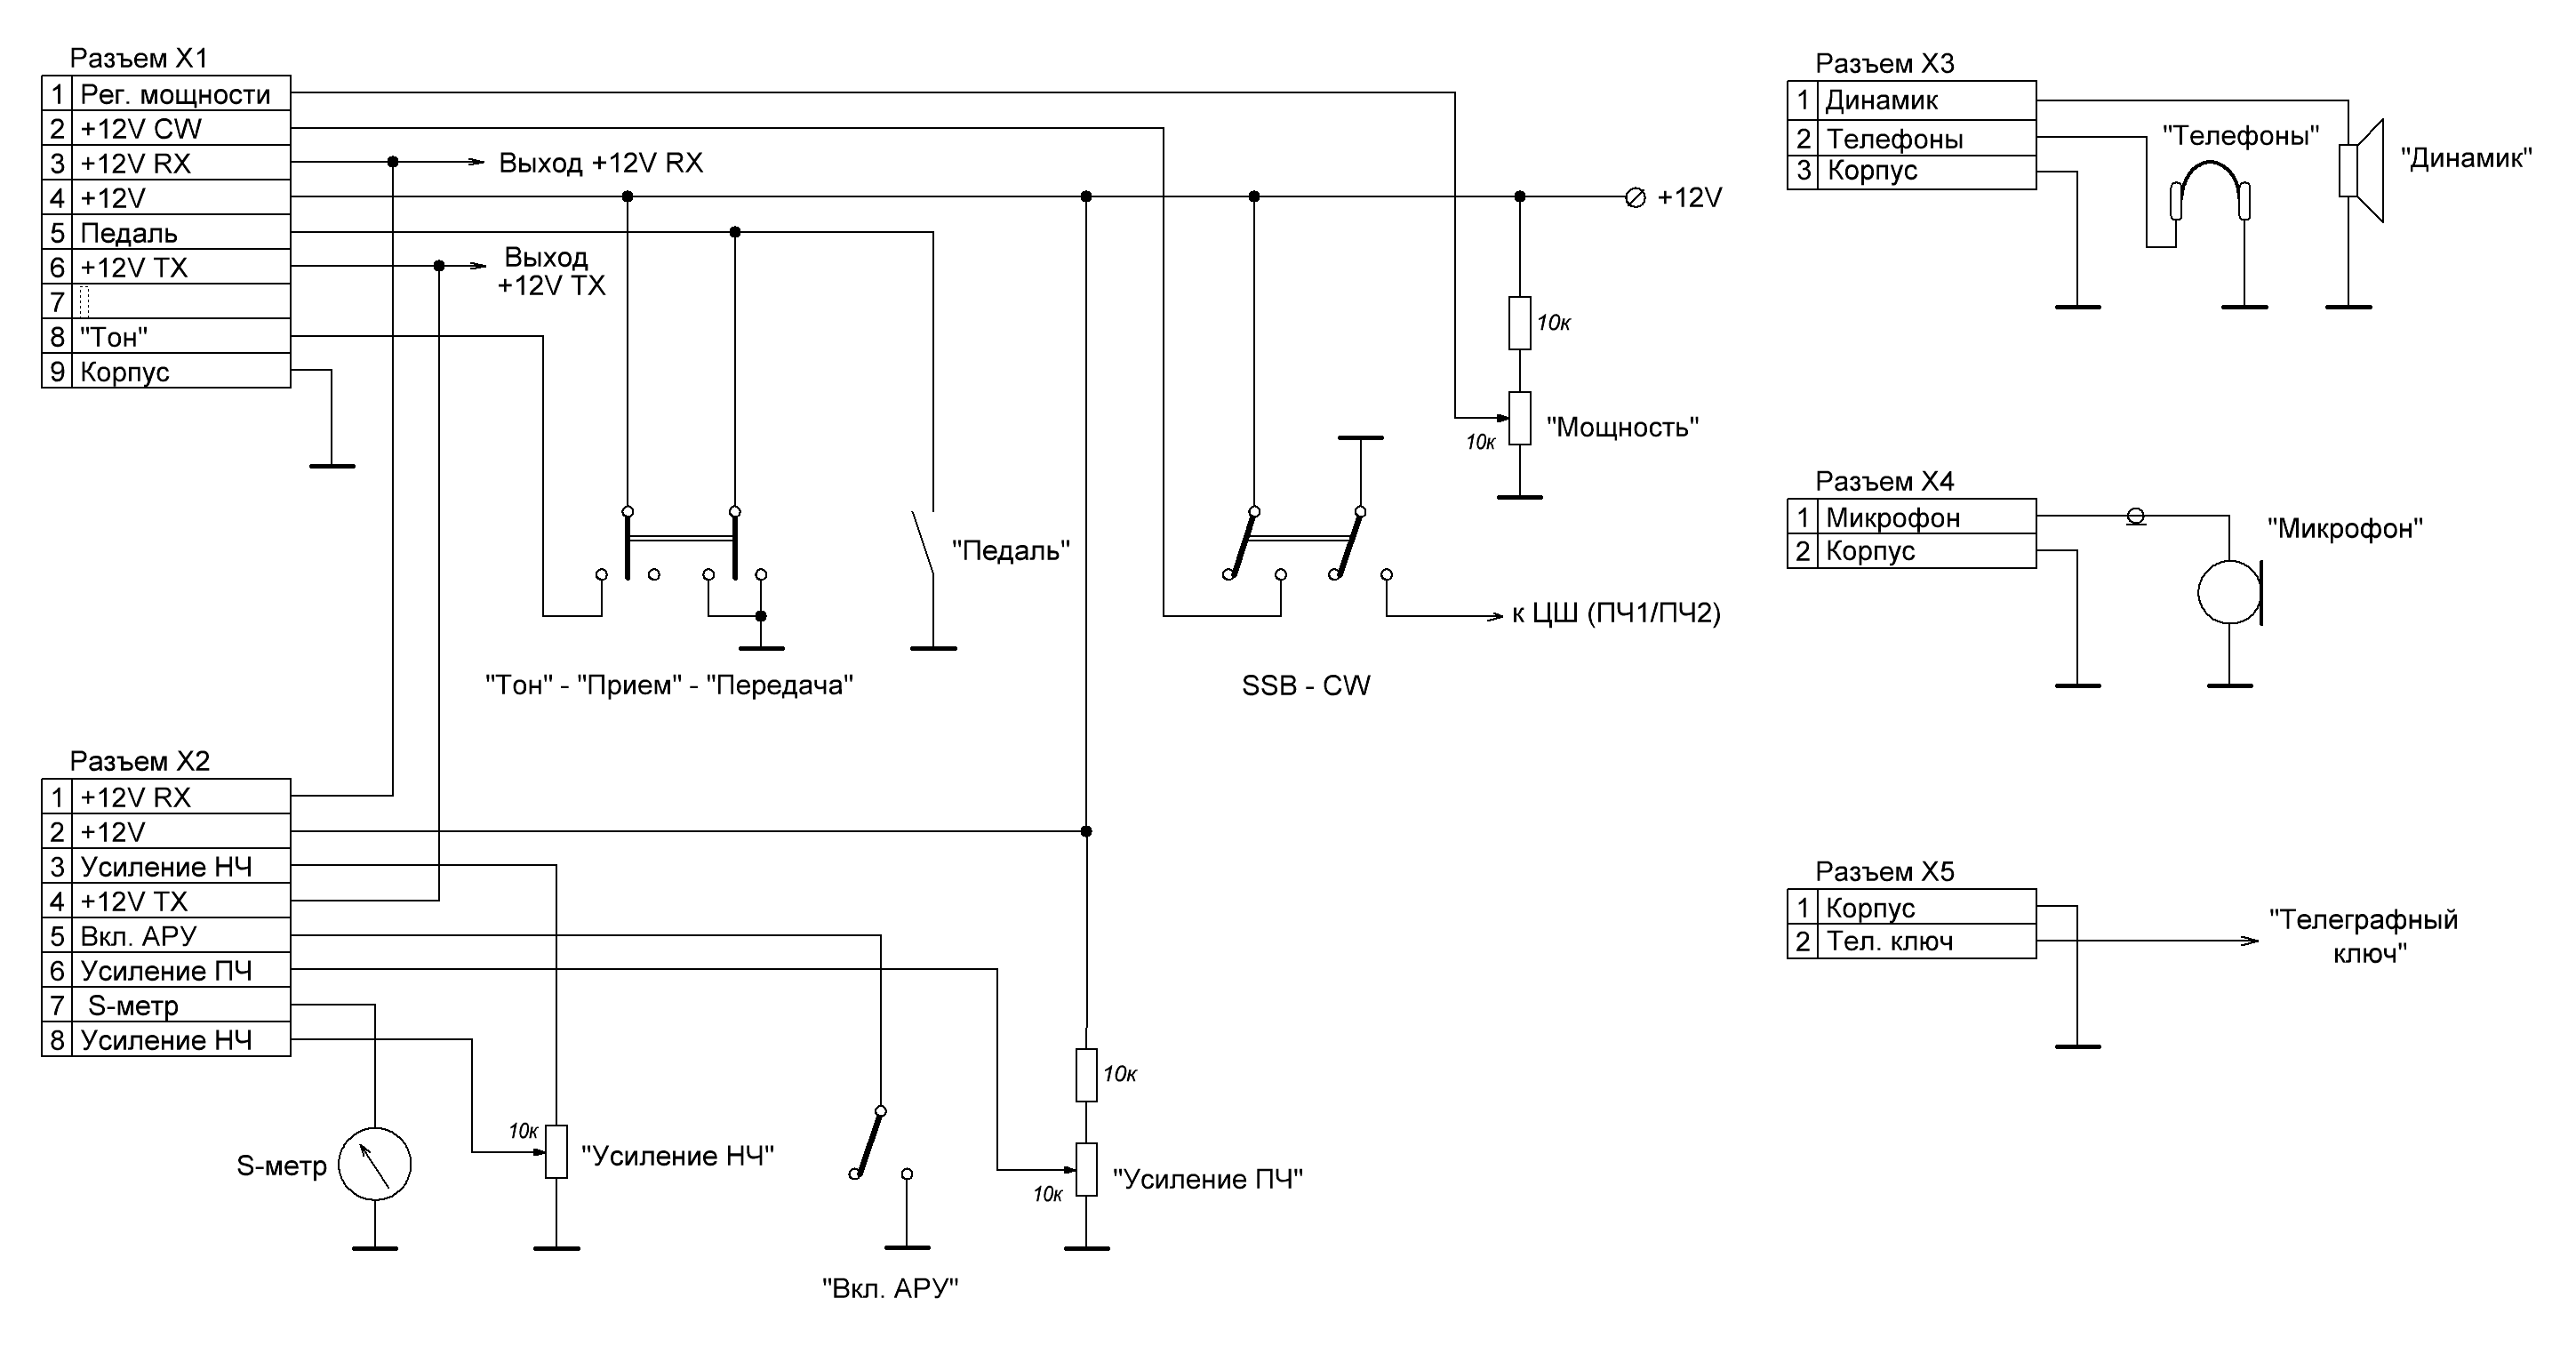 Разъем X1
1 Рег. мощности
2 +12V CW
3 +12V RX
4 +12V
5 Педаль
6 +12V TX
7
8 "Тон"
9 Корпус
Выход +12V RX
Выход
+12V TX
+12V
10к
10к
"Мощность"
"Педаль"
к ЦШ (ПЧ1/ПЧ2)
"Тон" - "Прием" - "Передача"
SSB - CW
Разъем X2
1 +12V RX
2 +12V
3 Усиление НЧ
4 +12V TX
5 Вкл. АРУ
6 Усиление ПЧ
7 S-метр
8 Усиление НЧ
S-метр
10к
"Усиление НЧ"
"Вкл. АРУ"
10к
10к
"Усиление ПЧ"
Разъем X3
1 Динамик
2 Телефоны
3 Корпус
"Телефоны"
"Динамик"
Разъем X4
1 Микрофон
2 Корпус
"Микрофон"
Разъем X5
1 Корпус
2 Тел. ключ
"Телеграфный
ключ"